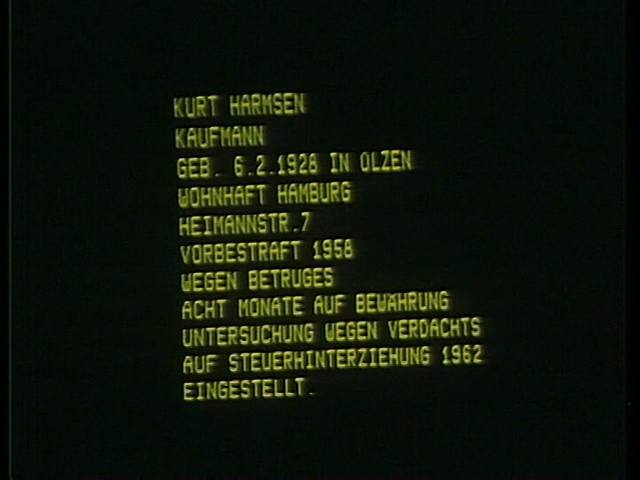 KURT HARMSEN
KAUFMANN
GEB. 6.2.1928 IN OLZEN
WOHNHAFT HAMBURG
HEIMANNSTR.7
VORBESTRAFT 1958
WEGEN BETRUGES
ACHT MONATE AUF BEWÄHRUNG
UNTERSUCHUNG WEGEN VERDACHTS
AUF STEUERHINTERZIEHUNG 1962
EINGESTELLT.